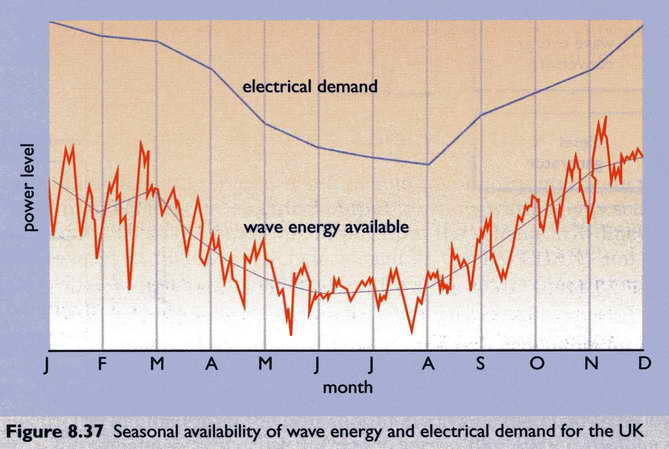 electrical demand
power level
wave energy available
J F M A M J J A S O N D
month
Figure 8.37 Seasonal availability of wave energy and electrical demand for the UK